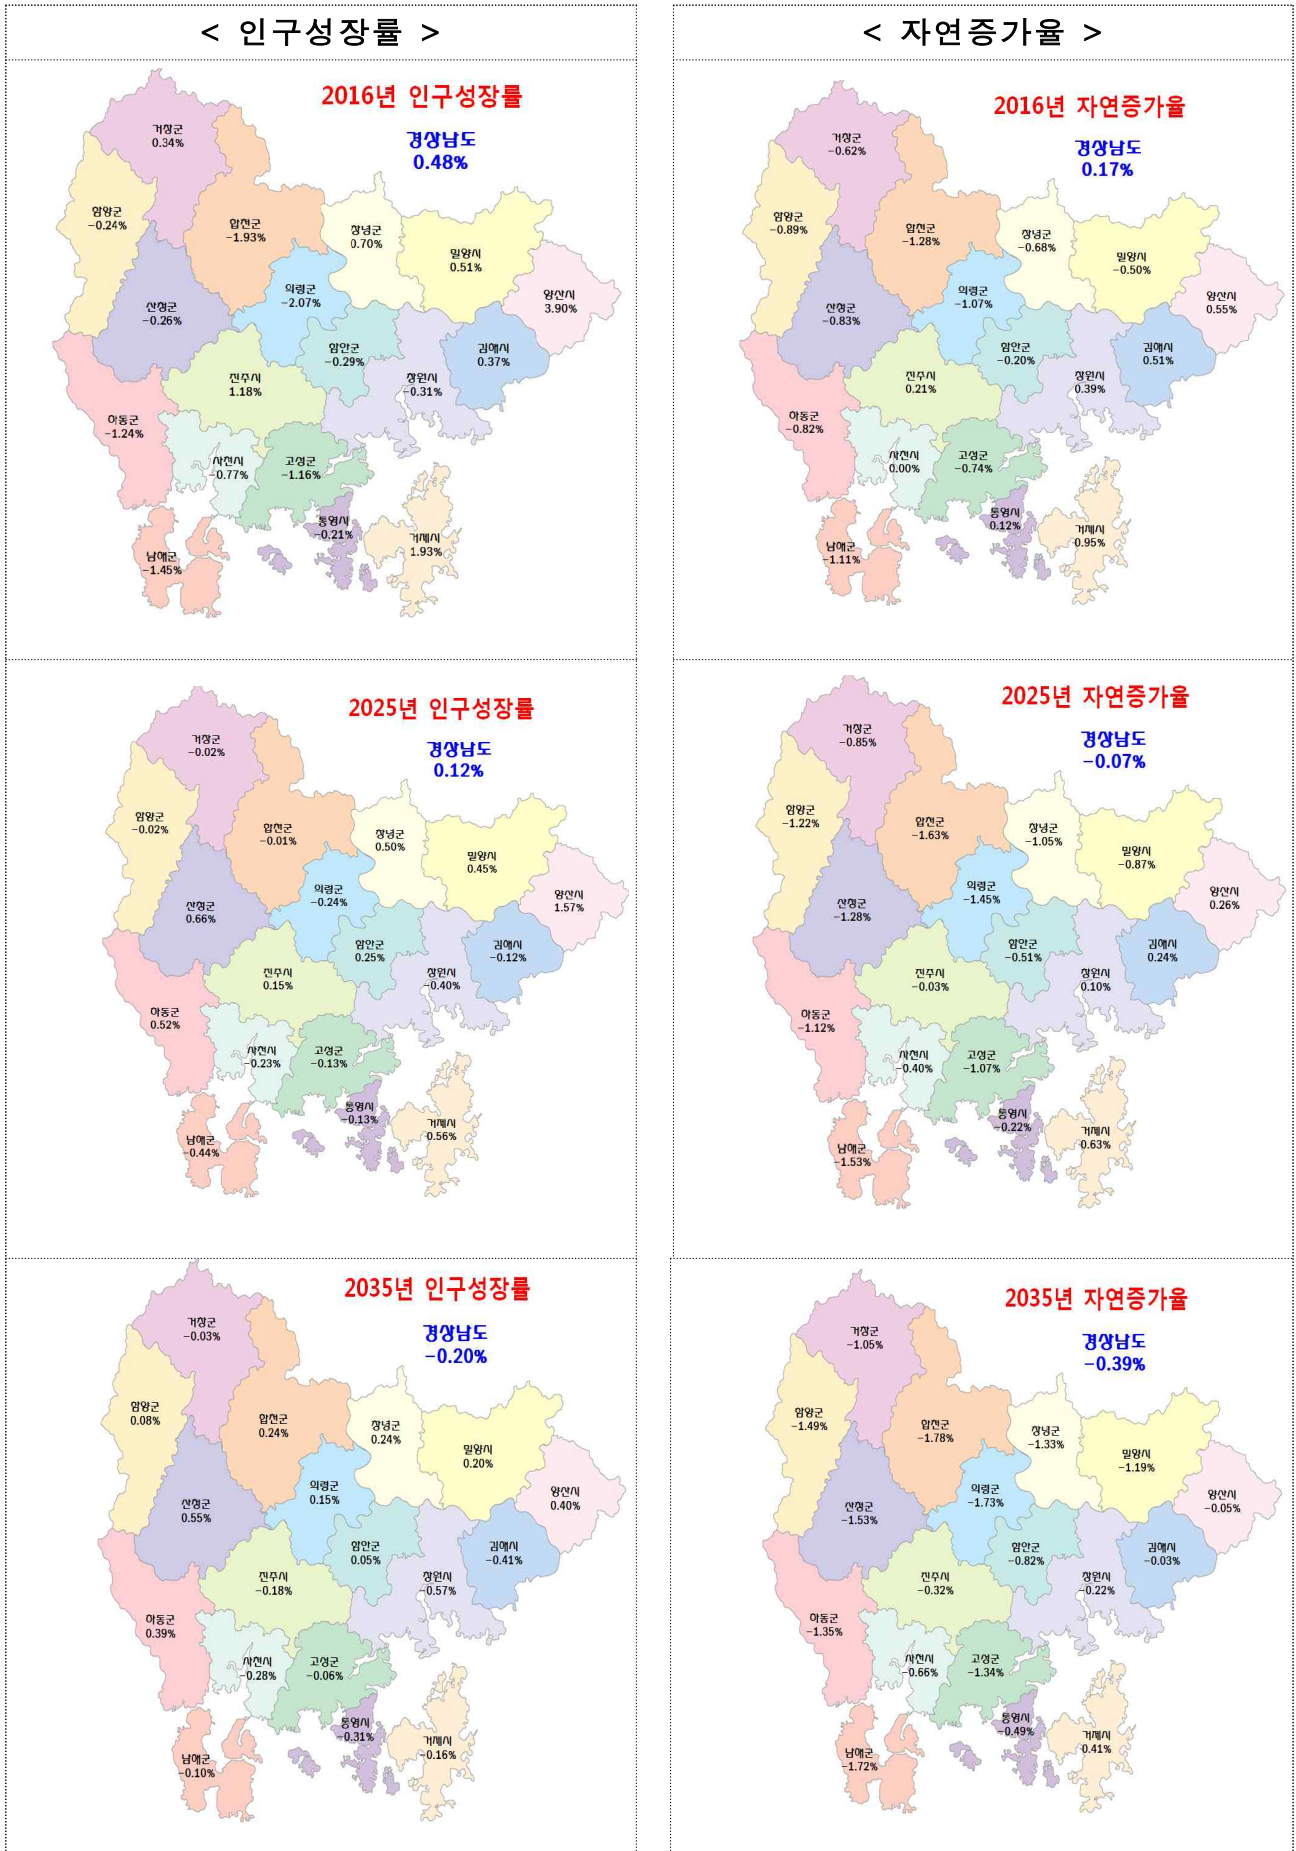 < 인구성장률 >
< 자연증가율 >
2016년 인구성장률
경상남도
0.48%
거창군
0.34%
함양군
-0.24%
합천군
-1.93%
창녕군
0.70%
밀양시
0.51%
산청군
-0.26%
의령군
-2.07%
양산시
3.90%
함안군
-0.29%
김해시
0.37%
진주시
1.18%
창원시
-0.31%
하동군
-1.24%
사천시
-0.77%
고성군
-1.16%
통영시
-0.21%
거제시
1.93%
남해군
-1.45%
2016년 자연증가율
경상남도
0.17%
거창군
-0.62%
함양군
-0.89%
합천군
-1.28%
창녕군
-0.68%
밀양시
-0.50%
산청군
-0.83%
의령군
-1.07%
양산시
0.55%
함안군
-0.20%
김해시
0.51%
진주시
0.21%
창원시
0.39%
하동군
-0.82%
사천시
0.00%
고성군
-0.74%
통영시
0.12%
거제시
0.95%
남해군
-1.11%
2025년 인구성장률
경상남도
0.12%
거창군
-0.02%
함양군
-0.02%
합천군
-0.01%
창녕군
0.50%
밀양시
0.45%
산청군
0.66%
의령군
-0.24%
양산시
1.57%
함안군
0.25%
김해시
-0.12%
진주시
0.15%
창원시
-0.40%
하동군
0.52%
사천시
-0.23%
고성군
-0.13%
통영시
-0.13%
거제시
0.56%
남해군
-0.44%
2025년 자연증가율
경상남도
-0.07%
거창군
-0.85%
함양군
-1.22%
합천군
-1.63%
창녕군
-1.05%
밀양시
-0.87%
산청군
-1.28%
의령군
-1.45%
양산시
0.26%
함안군
-0.51%
김해시
0.24%
진주시
-0.03%
창원시
0.10%
하동군
-1.12%
사천시
-0.40%
고성군
-1.07%
통영시
-0.22%
거제시
0.63%
남해군
-1.53%
2035년 인구성장률
경상남도
-0.20%
거창군
-0.03%
함양군
0.08%
합천군
0.24%
창녕군
0.24%
밀양시
0.20%
산청군
0.55%
의령군
0.15%
양산시
0.40%
함안군
0.05%
김해시
-0.41%
진주시
-0.18%
창원시
-0.57%
하동군
0.39%
사천시
-0.28%
고성군
-0.06%
통영시
-0.31%
거제시
-0.16%
남해군
-0.10%
2035년 자연증가율
경상남도
-0.39%
거창군
-1.05%
함양군
-1.49%
합천군
-1.78%
창녕군
-1.33%
밀양시
-1.19%
산청군
-1.53%
의령군
-1.73%
양산시
-0.05%
함안군
-0.82%
김해시
-0.03%
진주시
-0.32%
창원시
-0.22%
하동군
-1.35%
사천시
-0.66%
고성군
-1.34%
통영시
-0.49%
거제시
0.41%
남해군
-1.72%